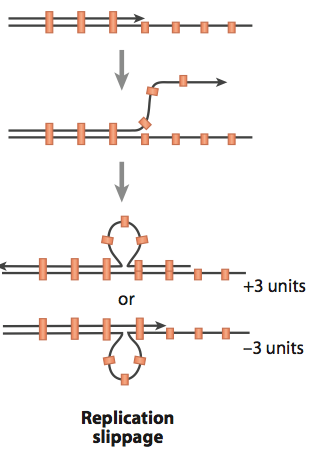 +3 units
or
−3 units
Replication
slippage